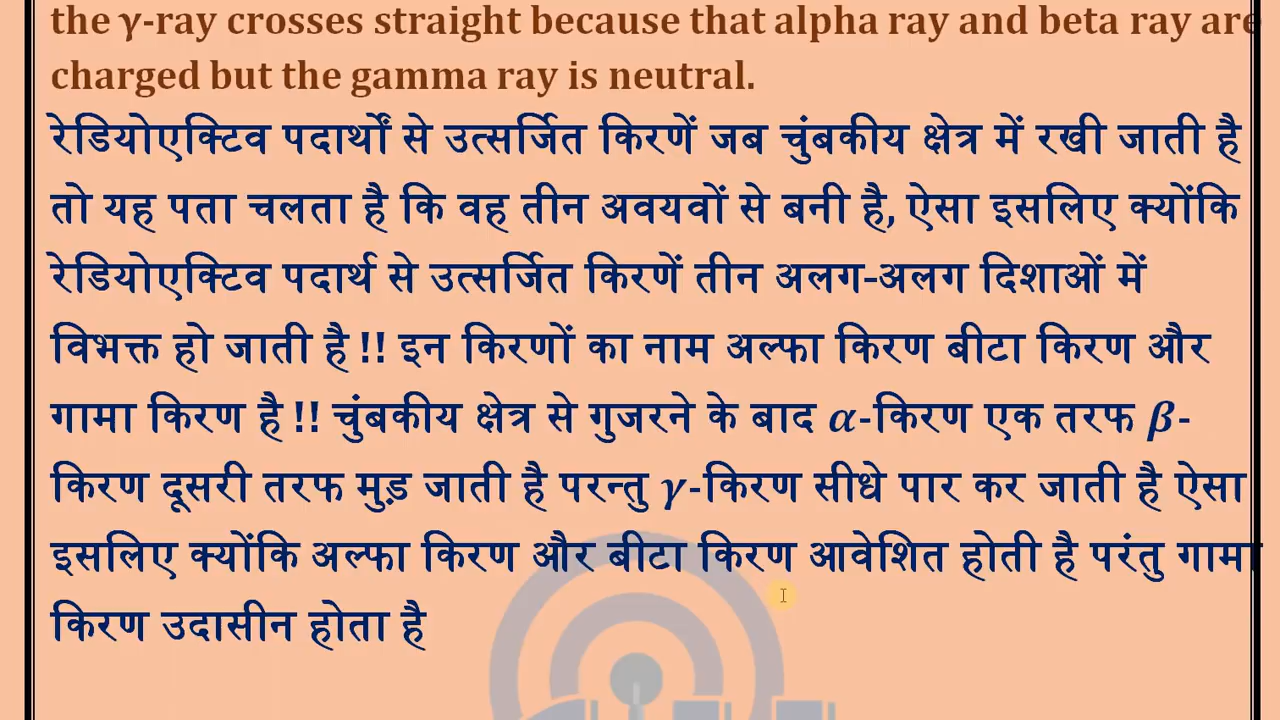 the γ-ray crosses straight because that alpha ray and beta ray are
charged but the gamma ray is neutral.
रेडियोएक्टिव पदार्थों से उत्सर्जित किरणें जब चुंबकीय क्षेत्र में रखी जाती है
तो यह पता चलता है कि वह तीन अवयवों से बनी है, ऐसा इसलिए क्योंकि
रेडियोएक्टिव पदार्थ से उत्सर्जित किरणें तीन अलग-अलग दिशाओं में
विभक्त हो जाती है !! इन किरणों का नाम अल्फा किरण बीटा किरण और
गामा किरण है !! चुंबकीय क्षेत्र से गुजरने के बाद α-किरण एक तरफ β-
किरण दूसरी तरफ मुड़ जाती है परन्तु γ-किरण सीधे पार कर जाती है ऐसा
इसलिए क्योंकि अल्फा किरण और बीटा किरण आवेशित होती है परंतु गामा
किरण उदासीन होता है